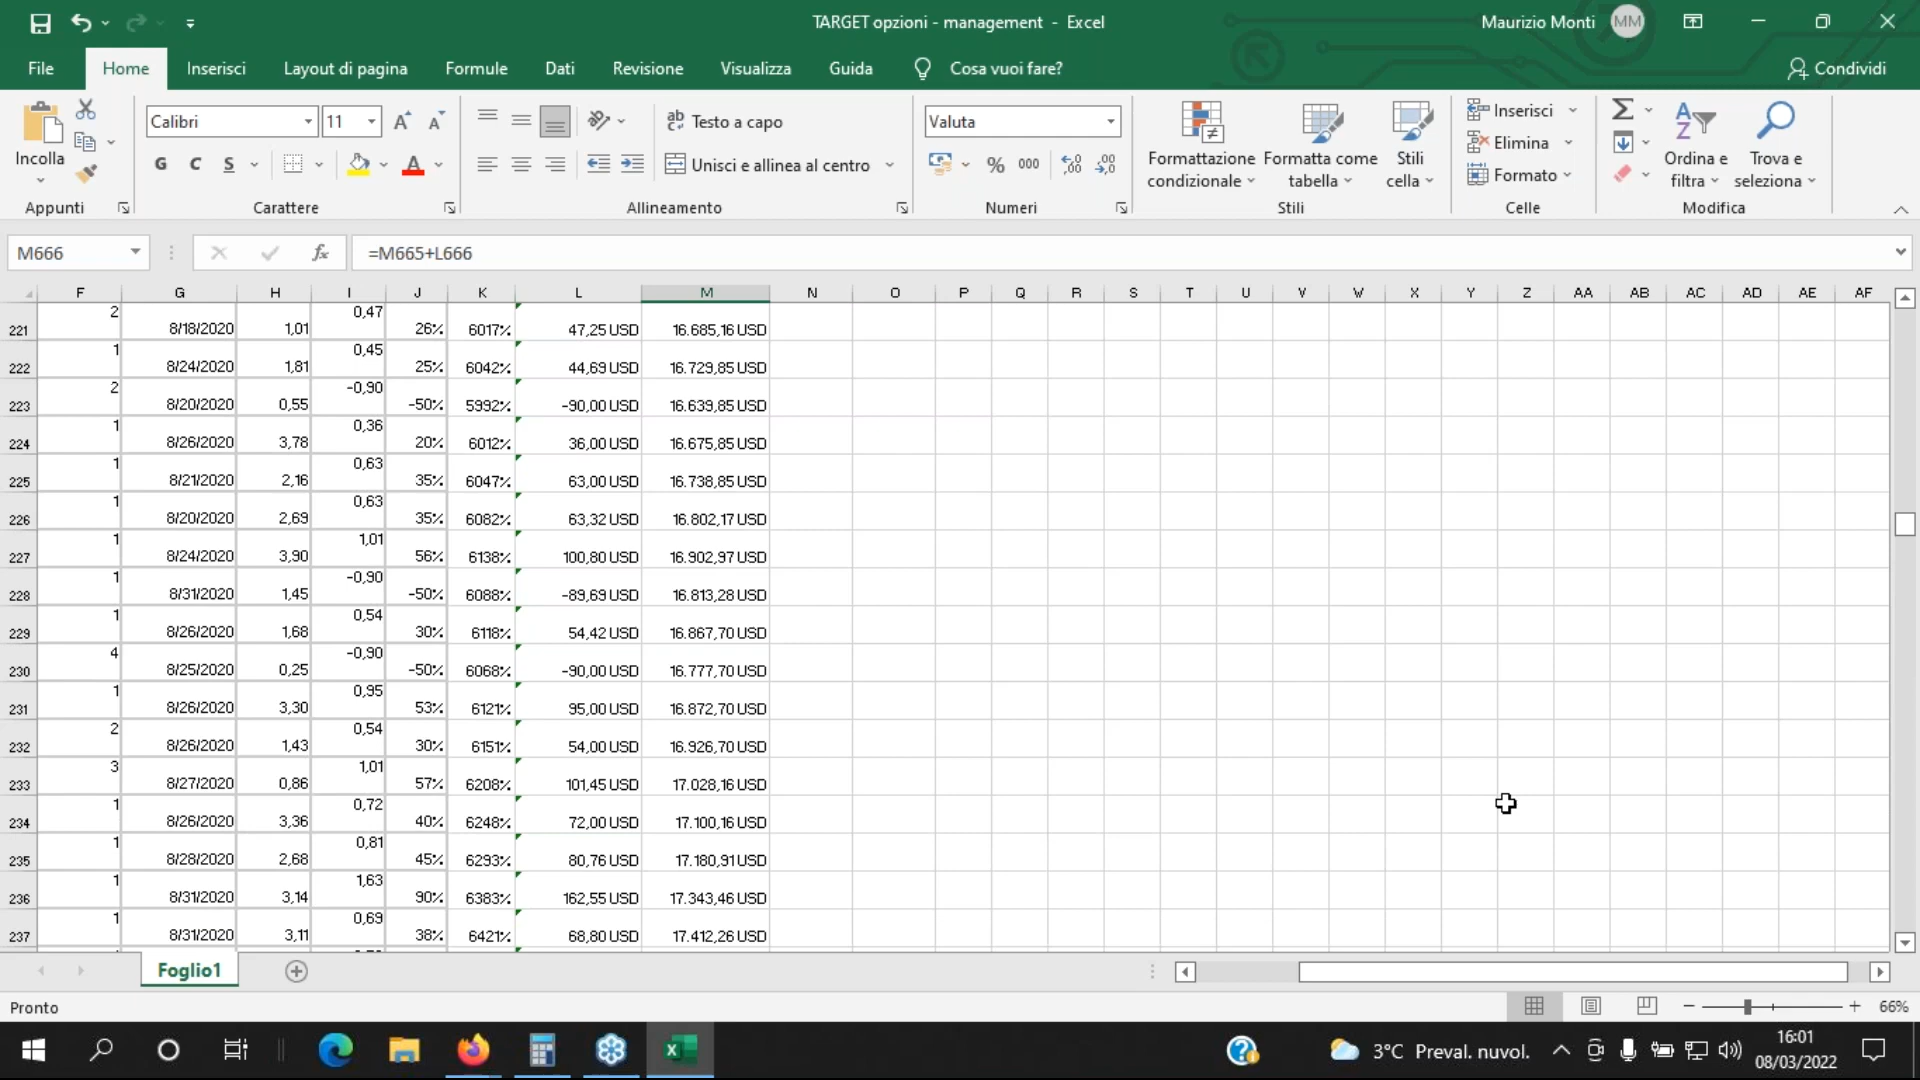 TARGET opzioni - management - Excel
Maurizio Monti MM
File Home Inserisci Layout di pagina Formule Dati Revisione Visualizza Guida Cosa vuoi fare? Condividi
Incolla
Calibri 11
G C S
ab Testo a capo
Unisci e allinea al centro
Valuta
% 000
Formattazione condizionale
Formatta come tabella
Stili cella
Inserisci
Elimina
Formato
Ordina e filtra
Trova e seleziona
Appunti Carattere Allineamento Numeri Stili Celle Modifica
M666 fx =M665+L666
F G H I J K L M N O P Q R S T U V W X Y Z AA AB AC AD AE AF
221 2 8/18/2020 1,01 0,47 26% 6017% 47,25 USD 16.685,16 USD
222 1 8/24/2020 1,81 0,45 25% 6042% 44,69 USD 16.729,85 USD
223 2 8/20/2020 0,55 -0,90 -50% 5992% -90,00 USD 16.639,85 USD
224 1 8/26/2020 3,78 0,36 20% 6012% 36,00 USD 16.675,85 USD
225 1 8/21/2020 2,16 0,63 35% 6047% 63,00 USD 16.738,85 USD
226 1 8/20/2020 2,69 0,63 35% 6082% 63,32 USD 16.802,17 USD
227 1 8/24/2020 3,90 1,01 56% 6138% 100,80 USD 16.902,97 USD
228 1 8/31/2020 1,45 -0,90 -50% 6088% -89,69 USD 16.813,28 USD
229 1 8/26/2020 1,68 0,54 30% 6118% 54,42 USD 16.867,70 USD
230 4 8/25/2020 0,25 -0,90 -50% 6068% -90,00 USD 16.777,70 USD
231 1 8/26/2020 3,30 0,95 53% 6121% 95,00 USD 16.872,70 USD
232 2 8/26/2020 1,43 0,54 30% 6151% 54,00 USD 16.926,70 USD
233 3 8/27/2020 0,86 1,01 57% 6208% 101,45 USD 17.028,16 USD
234 1 8/26/2020 3,36 0,72 40% 6248% 72,00 USD 17.100,16 USD
235 1 8/28/2020 2,68 0,81 45% 6293% 80,76 USD 17.180,91 USD
236 1 8/31/2020 3,14 1,63 90% 6383% 162,55 USD 17.343,46 USD
237 1 8/31/2020 3,11 0,69 38% 6421% 68,80 USD 17.412,26 USD
Foglio1
Pronto 66%
3°C Preval. nuvol. 16:01
08/03/2022